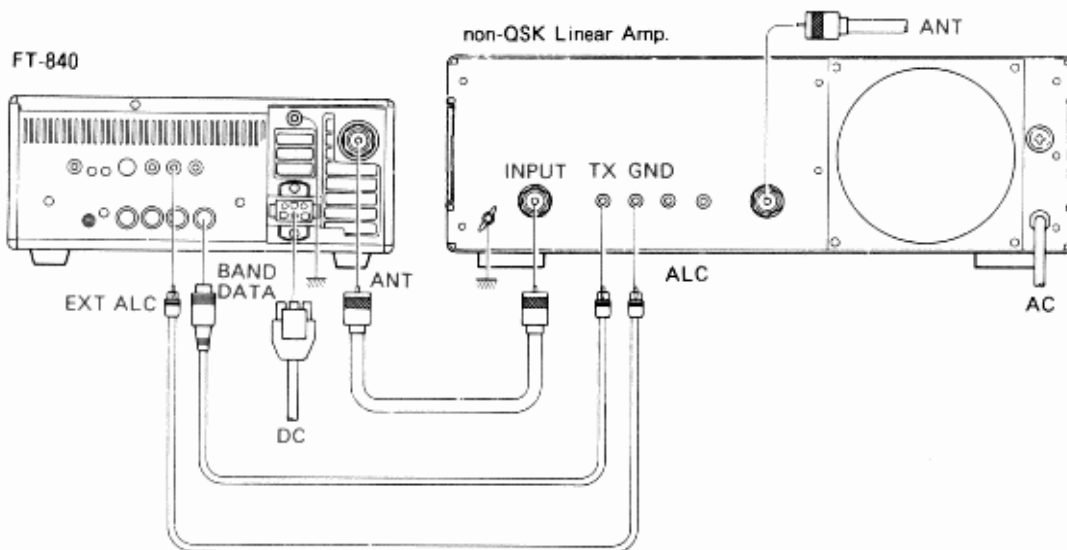 FT-840
non-QSK Linear Amp.
ANT
INPUT
TX GND
EXT ALC
BAND
DATA
ANT
ALC
AC
DC